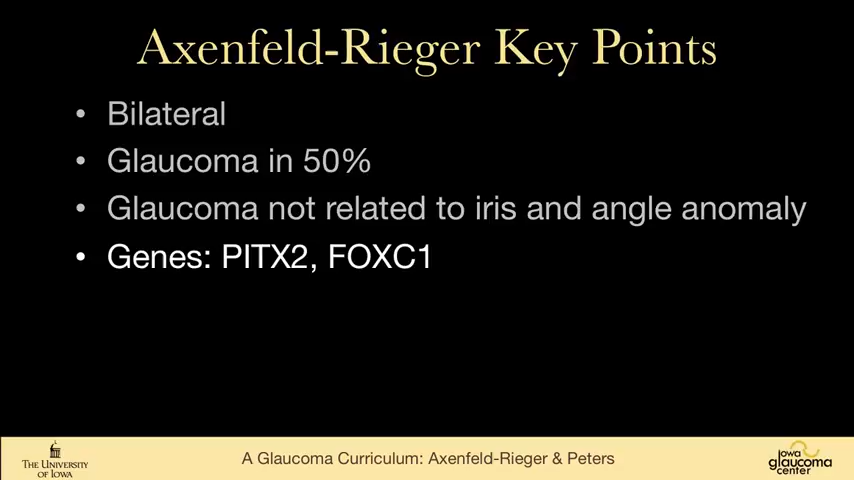 Axenfeld-Rieger Key Points
• Bilateral
• Glaucoma in 50%
• Glaucoma not related to iris and angle anomaly
• Genes: PITX2, FOXC1
THE UNIVERSITY
OF IOWA
A Glaucoma Curriculum: Axenfeld-Rieger & Peters
iowa
glaucoma
center